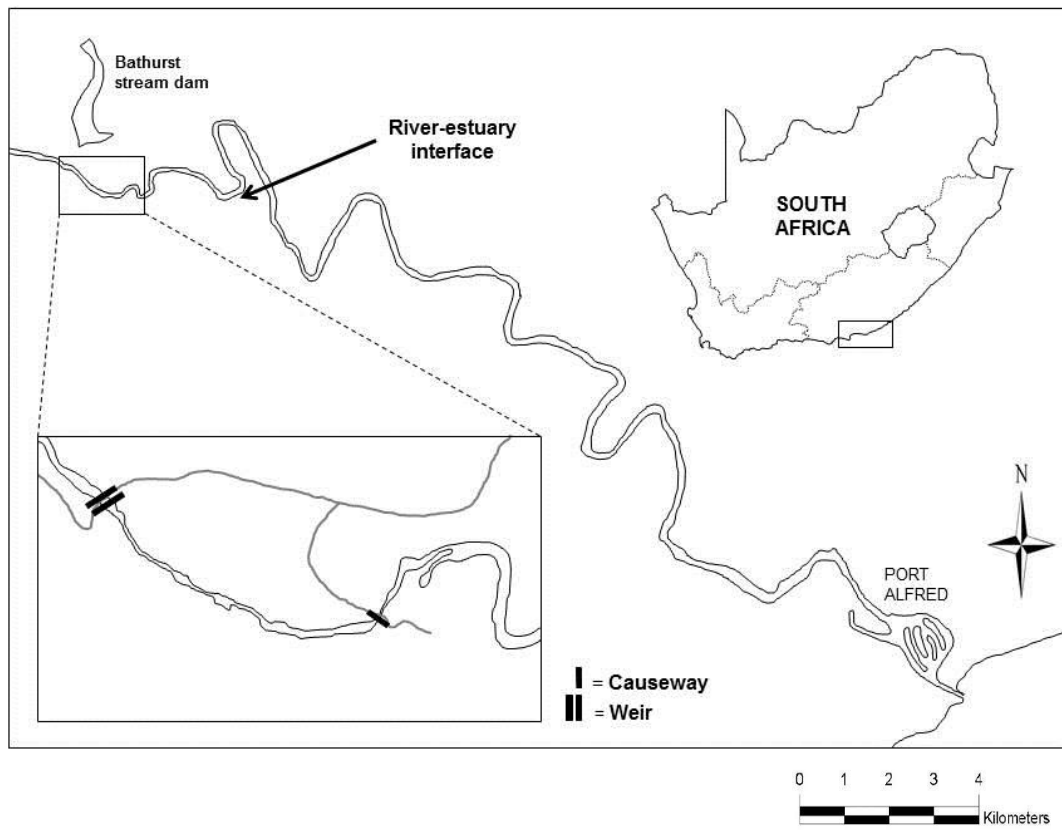 Bathurst
stream dam
River-estuary
interface
SOUTH
AFRICA
N
PORT
ALFRED
= Causeway
= Weir
0 1 2 3 4
Kilometers